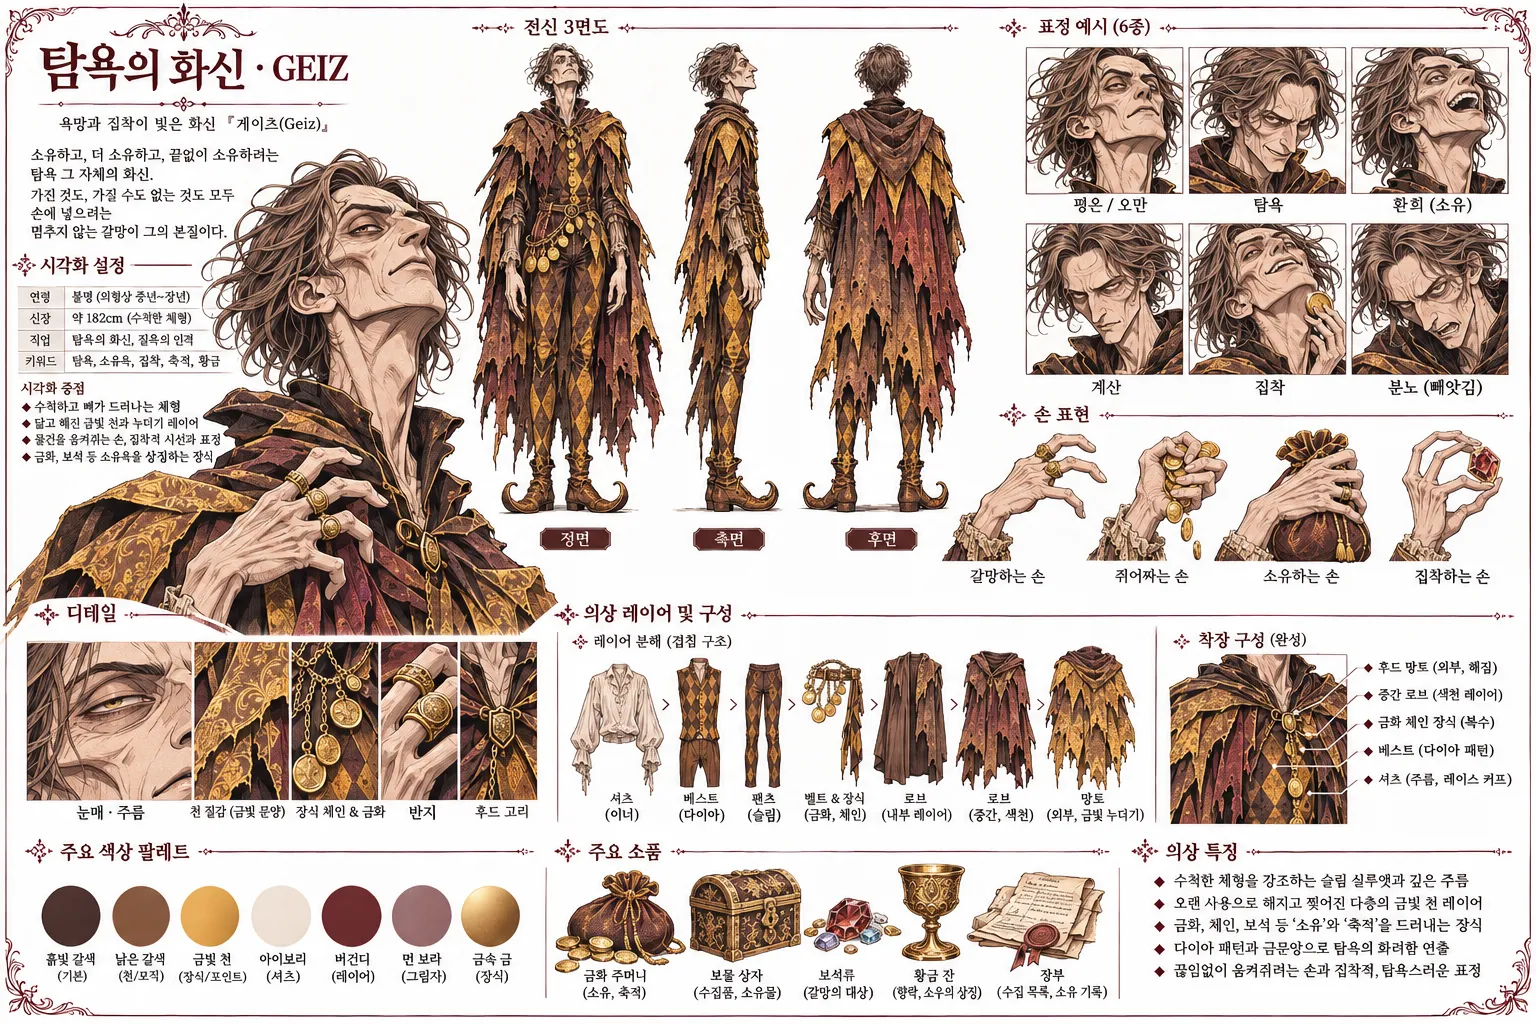 탐욕의 화신 · GEIZ
욕망과 집착이 빚은 화신 『게이츠(Geiz)』
소유하고, 더 소유하고, 끝없이 소유하려는
탐욕 그 자체의 화신.
가진 것도, 가질 수도 없는 것도 모두
손에 넣으려는
멈추지 않는 갈망이 그의 본질이다.
시각화 설정
연령 불명 (외형상 중년~장년)
신장 약 182cm (수척한 체형)
직업 탐욕의 화신, 질욕의 인격
키워드 탐욕, 소유욕, 집착, 축적, 황금
시각화 중점
◆ 수척하고 뼈가 드러나는 체형
◆ 닳고 해진 금빛 천과 누더기 레이어
◆ 물건을 움켜쥐는 손, 집착적 시선과 표정
◆ 금화, 보석 등 소유욕을 상징하는 장식
전신 3면도
정면
측면
후면
표정 예시 (6종)
평온 / 오만
탐욕
환희 (소유)
계산
집착
분노 (빼앗김)
손 표현
갈망하는 손
쥐어짜는 손
소유하는 손
집착하는 손
디테일
눈매 · 주름
천 질감 (금빛 문양)
장식 체인 & 금화
반지
후드 고리
의상 레이어 및 구성
레이어 분해 (겹침 구조)
셔츠
(이너)
베스트
(다이아)
팬츠
(슬림)
벨트 & 장식
(금화, 체인)
로브
(내부 레이어)
로브
(중간, 색천)
망토
(외부, 금빛 누더기)
착장 구성 (완성)
◆ 후드 망토 (외부, 해짐)
◆ 중간 로브 (색천 레이어)
◆ 금화 체인 장식 (복수)
◆ 베스트 (다이아 패턴)
◆ 셔츠 (주름, 레이스 커프)
주요 색상 팔레트
흙빛 갈색
(기본)
낡은 갈색
(천/모직)
금빛 천
(장식/포인트)
아이보리
(셔츠)
버건디
(레이어)
먼 보라
(그림자)
금속 금
(장식)
주요 소품
금화 주머니
(소유, 축적)
보물 상자
(수집품, 소유물)
보석류
(갈망의 대상)
황금 잔
(향락, 소우의 상징)
장부
(수집 목록, 소유 기록)
의상 특징
◆ 수척한 체형을 강조하는 슬림 실루엣과 깊은 주름
◆ 오랜 사용으로 해지고 찢어진 다층의 금빛 천 레이어
◆ 금화, 체인, 보석 등 ‘소유’와 ‘축적’을 드러내는 장식
◆ 다이아 패턴과 금문양으로 탐욕의 화려함 연출
◆ 끊임없이 움켜쥐려는 손과 집착적, 탐욕스러운 표정